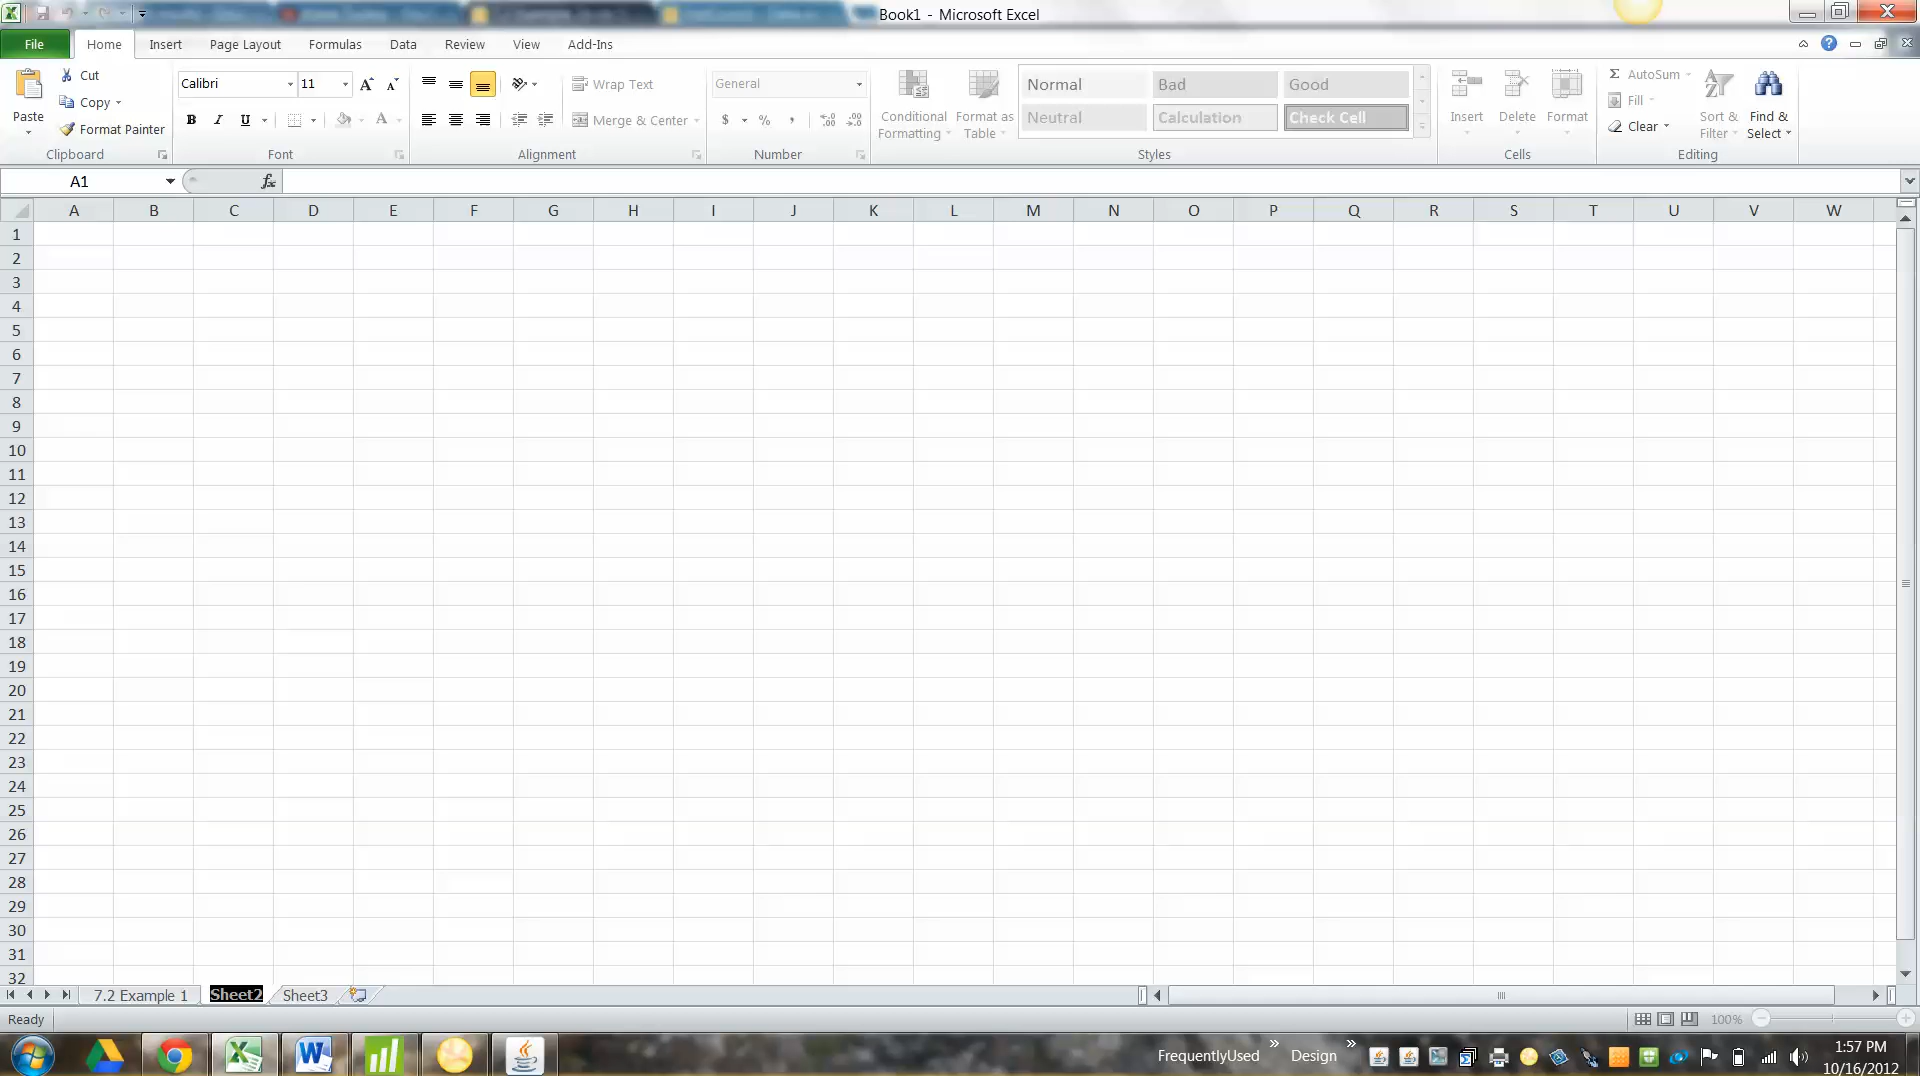 Book1 - Microsoft Excel
File Home Insert Page Layout Formulas Data Review View Add-Ins
Paste
Cut
Copy
Format Painter
Clipboard
Calibri 11
B I U
Font
Wrap Text
Merge & Center
Alignment
General
$ % ,
Number
Conditional Formatting
Format as Table
Normal Bad Good
Neutral Calculation Check Cell
Styles
Insert Delete Format
Cells
Σ AutoSum
Fill
Clear
Sort & Filter
Find & Select
Editing
A1 fx
A B C D E F G H I J K L M N O P Q R S T U V W
1
2
3
4
5
6
7
8
9
10
11
12
13
14
15
16
17
18
19
20
21
22
23
24
25
26
27
28
29
30
31
32
7.2 Example 1 Sheet2 Sheet3
Ready 100%
FrequentlyUsed » Design » 1:57 PM
10/16/2012